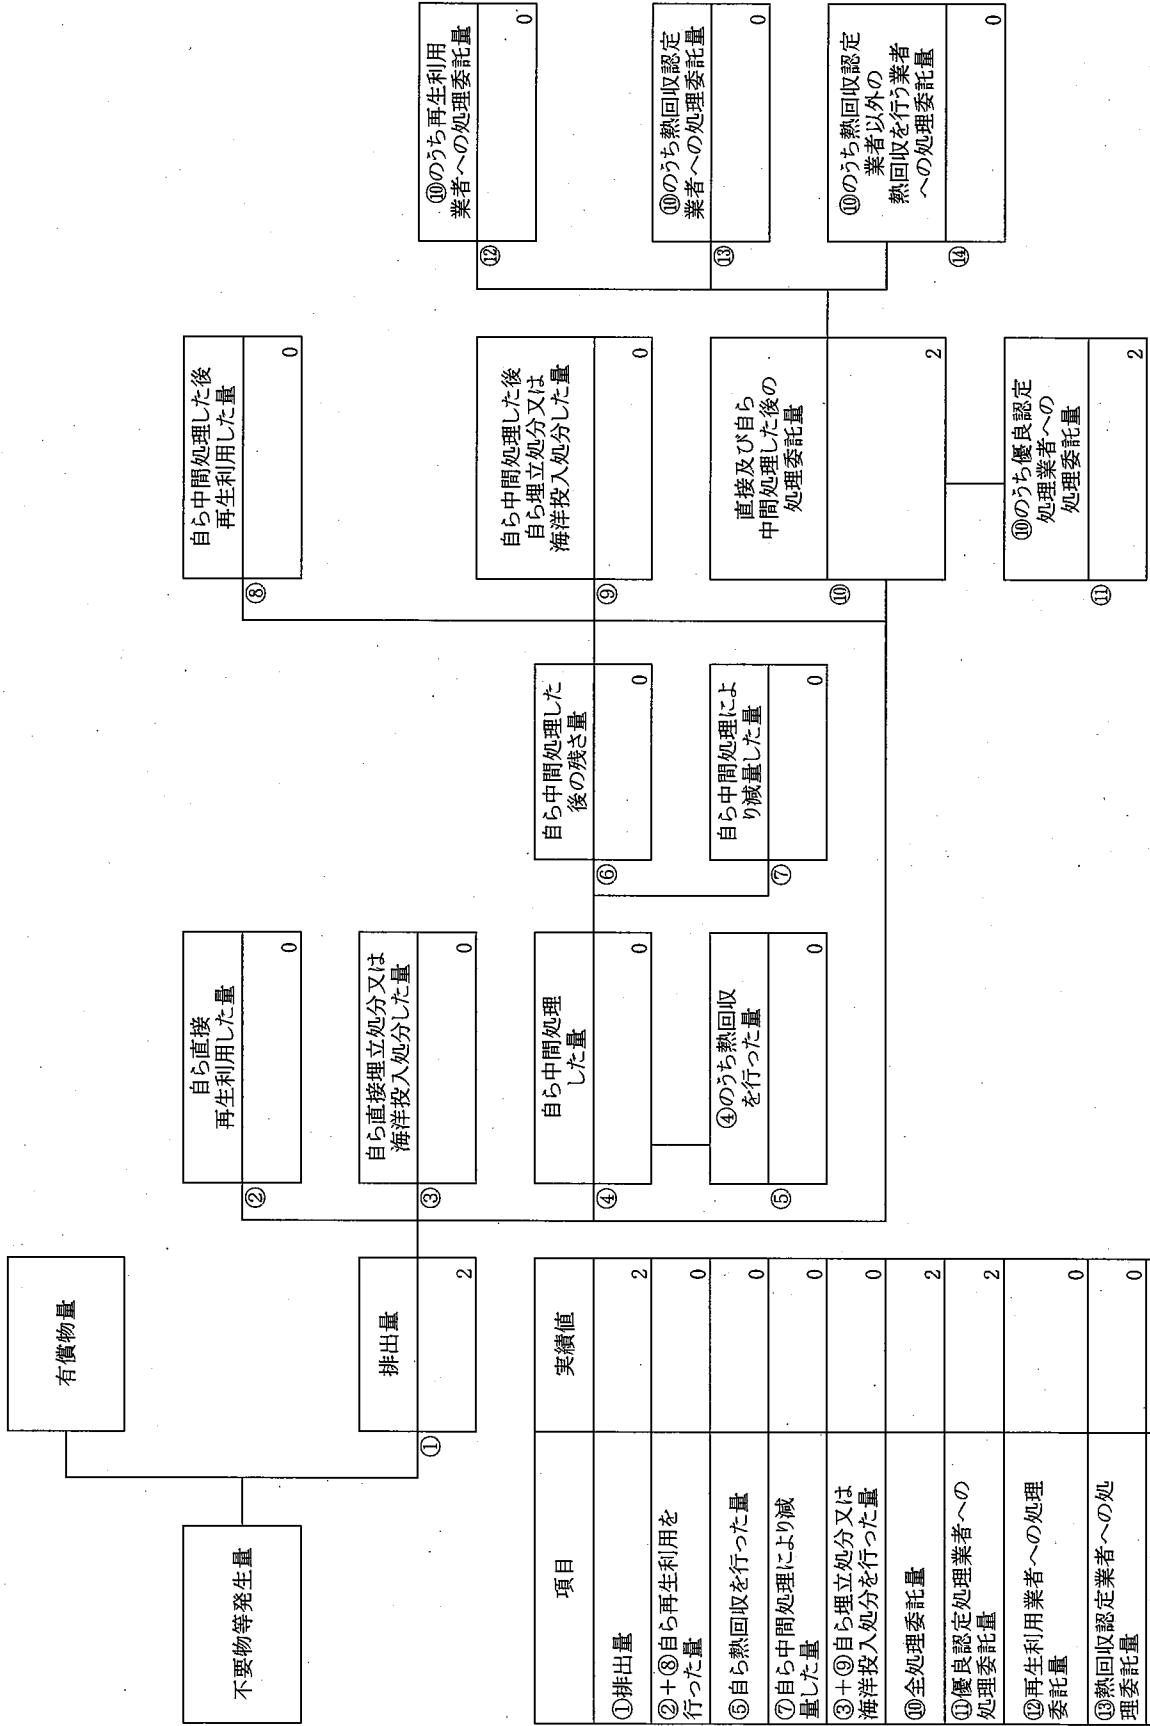 不要物等発生量
有償物量
①
排出量
2
②
自ら直接
再生利用した量
0
③
自ら直接埋立処分又は
海洋投入処分した量
0
④
自ら中間処理
した量
0
⑤
④のうち熱回収
を行った量
0
⑥
自ら中間処理した
後の残さ量
0
⑦
自ら中間処理によ
り減量した量
0
⑧
自ら中間処理した後
再生利用した量
0
⑨
自ら中間処理した後
自ら埋立処分又は
海洋投入処分した量
0
⑩
直接及び自ら
中間処理した後の
処理委託量
2
⑪
⑩のうち優良認定
処理業者への
処理委託量
2
⑫
⑩のうち再生利用
業者への処理委託量
0
⑬
⑩のうち熱回収認定
業者への処理委託量
0
⑭
⑩のうち熱回収認定
業者以外の
熱回収を行う業者
への処理委託量
0
項目 実績値
①排出量 2
②+⑧自ら再生利用を
行った量 0
⑤自ら熱回収を行った量 0
⑦自ら中間処理により減
量した量 0
③+⑨自ら埋立処分又は
海洋投入処分を行った量 0
⑩全処理委託量 2
⑪優良認定処理業者への
処理委託量 2
⑫再生利用業者への処理
委託量 0
⑬熱回収認定業者への処
理委託量 0